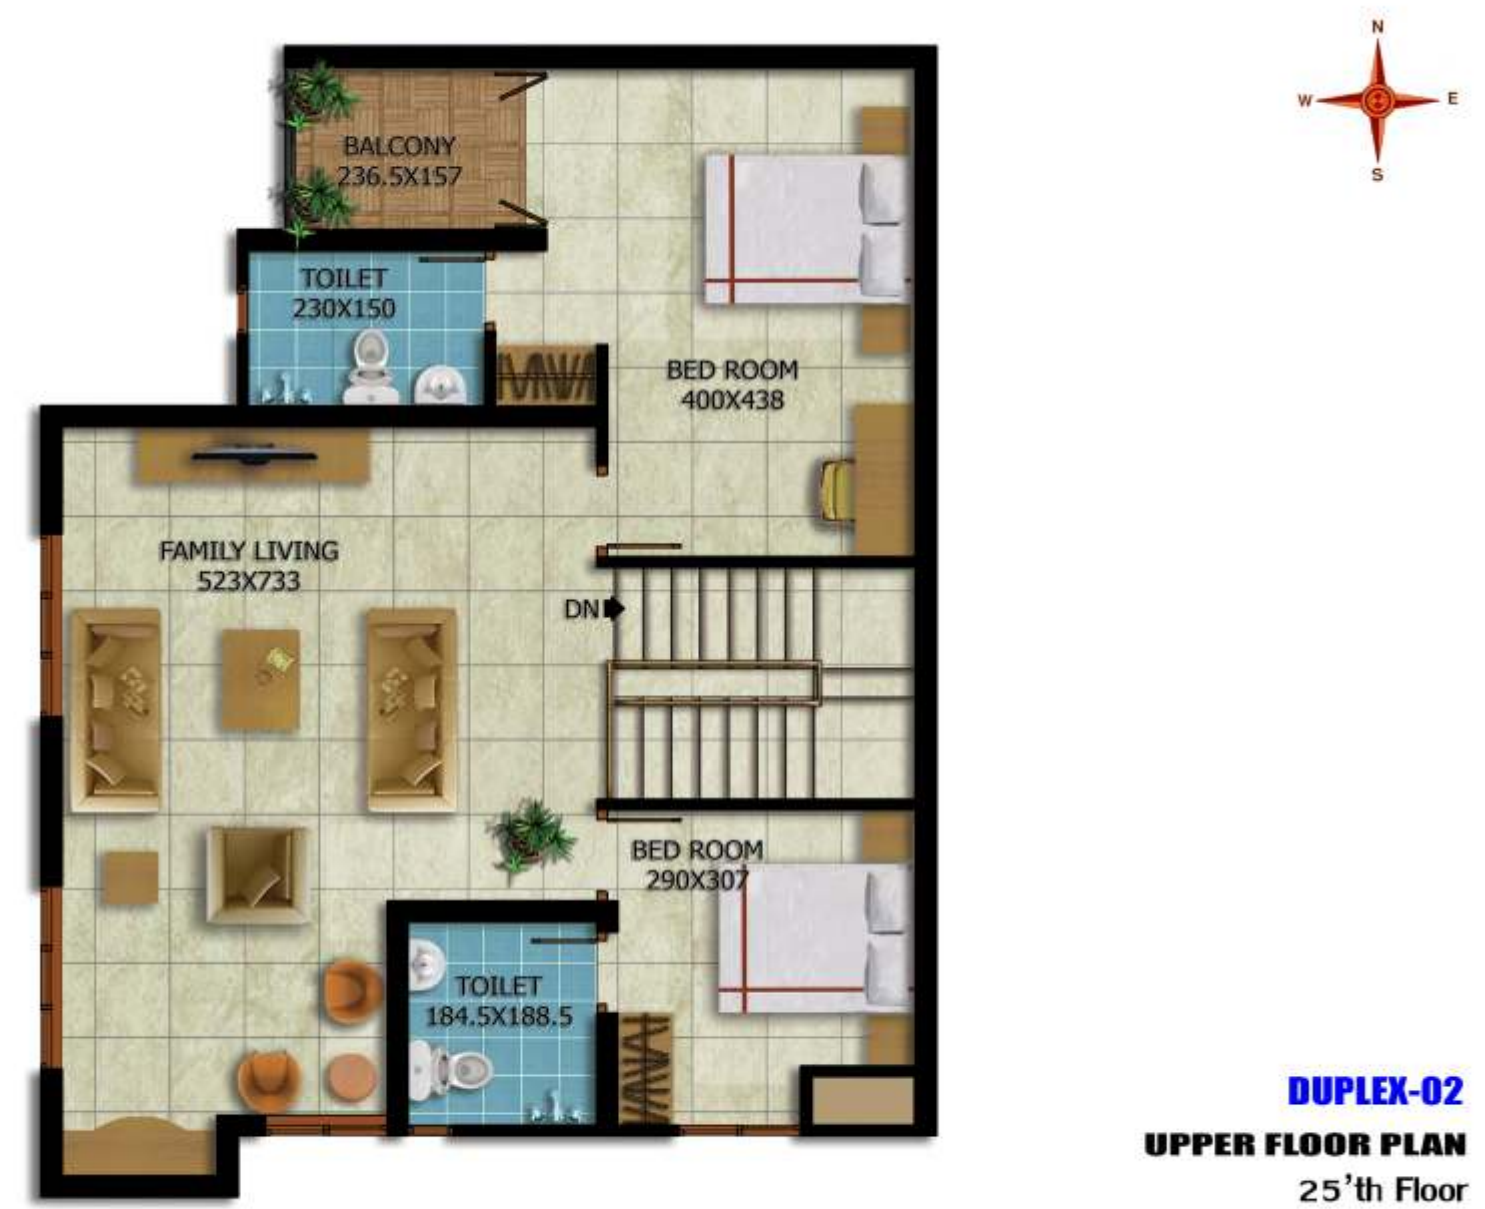 N
W E
S
BALCONY
236.5X157
TOILET
230X150
BED ROOM
400X438
FAMILY LIVING
523X733
DN
BED ROOM
290X307
TOILET
184.5X188.5
DUPLEX-02
UPPER FLOOR PLAN
25'th Floor